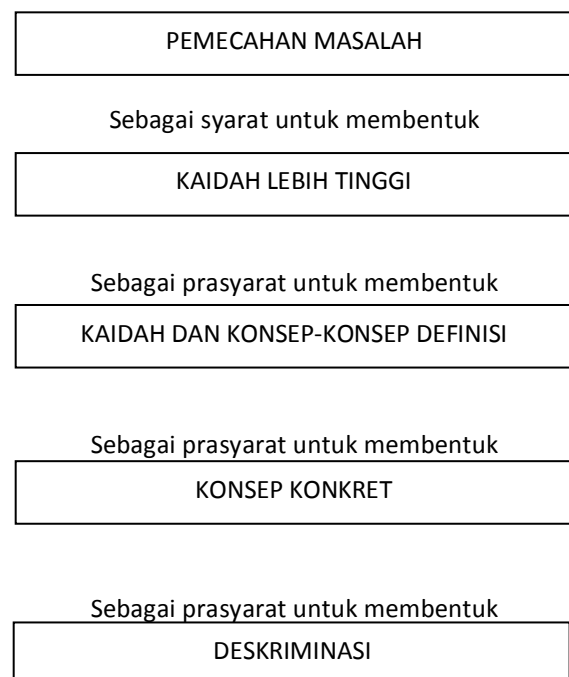 PEMECAHAN MASALAH
Sebagai syarat untuk membentuk
KAIDAH LEBIH TINGGI
Sebagai prasyarat untuk membentuk
KAIDAH DAN KONSEP-KONSEP DEFINISI
Sebagai prasyarat untuk membentuk
KONSEP KONKRET
Sebagai prasyarat untuk membentuk
DESKRIMINASI